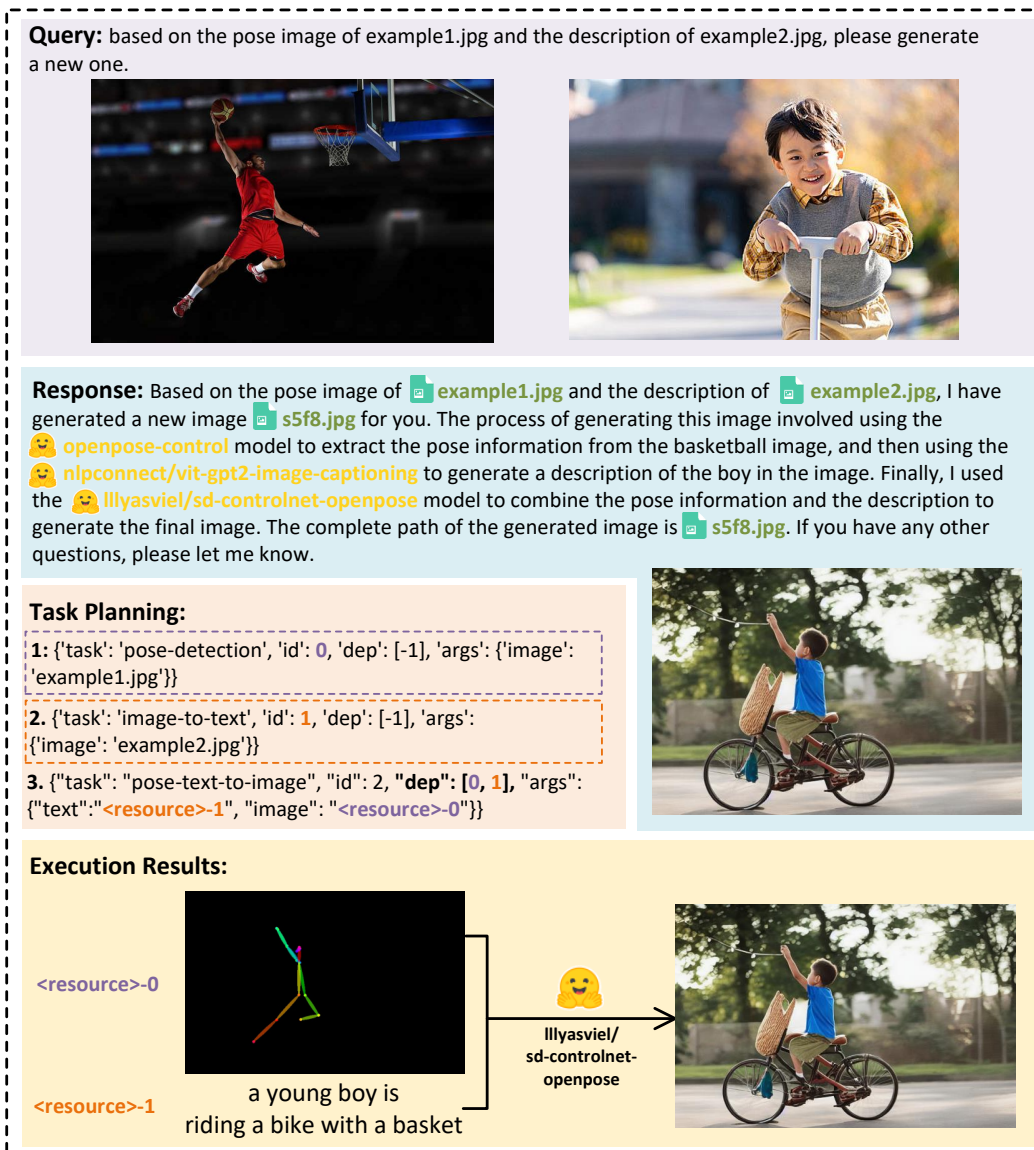 Query: based on the pose image of example1.jpg and the description of example2.jpg, please generate
a new one.
Response: Based on the pose image of example1.jpg and the description of example2.jpg, I have
generated a new image s5f8.jpg for you. The process of generating this image involved using the
openpose-control model to extract the pose information from the basketball image, and then using the
nlpconnect/vit-gpt2-image-captioning to generate a description of the boy in the image. Finally, I used
the lllyasviel/sd-controlnet-openpose model to combine the pose information and the description to
generate the final image. The complete path of the generated image is s5f8.jpg. If you have any other
questions, please let me know.
Task Planning:
1: {'task': 'pose-detection', 'id': 0, 'dep': [-1], 'args': {'image':
'example1.jpg'}}
2. {'task': 'image-to-text', 'id': 1, 'dep': [-1], 'args':
{'image': 'example2.jpg'}}
3. {"task": "pose-text-to-image", "id": 2, "dep": [0, 1], "args":
{"text":"<resource>-1", "image": "<resource>-0"}}
Execution Results:
<resource>-0
lllyasviel/
sd-controlnet-
openpose
<resource>-1
a young boy is
riding a bike with a basket